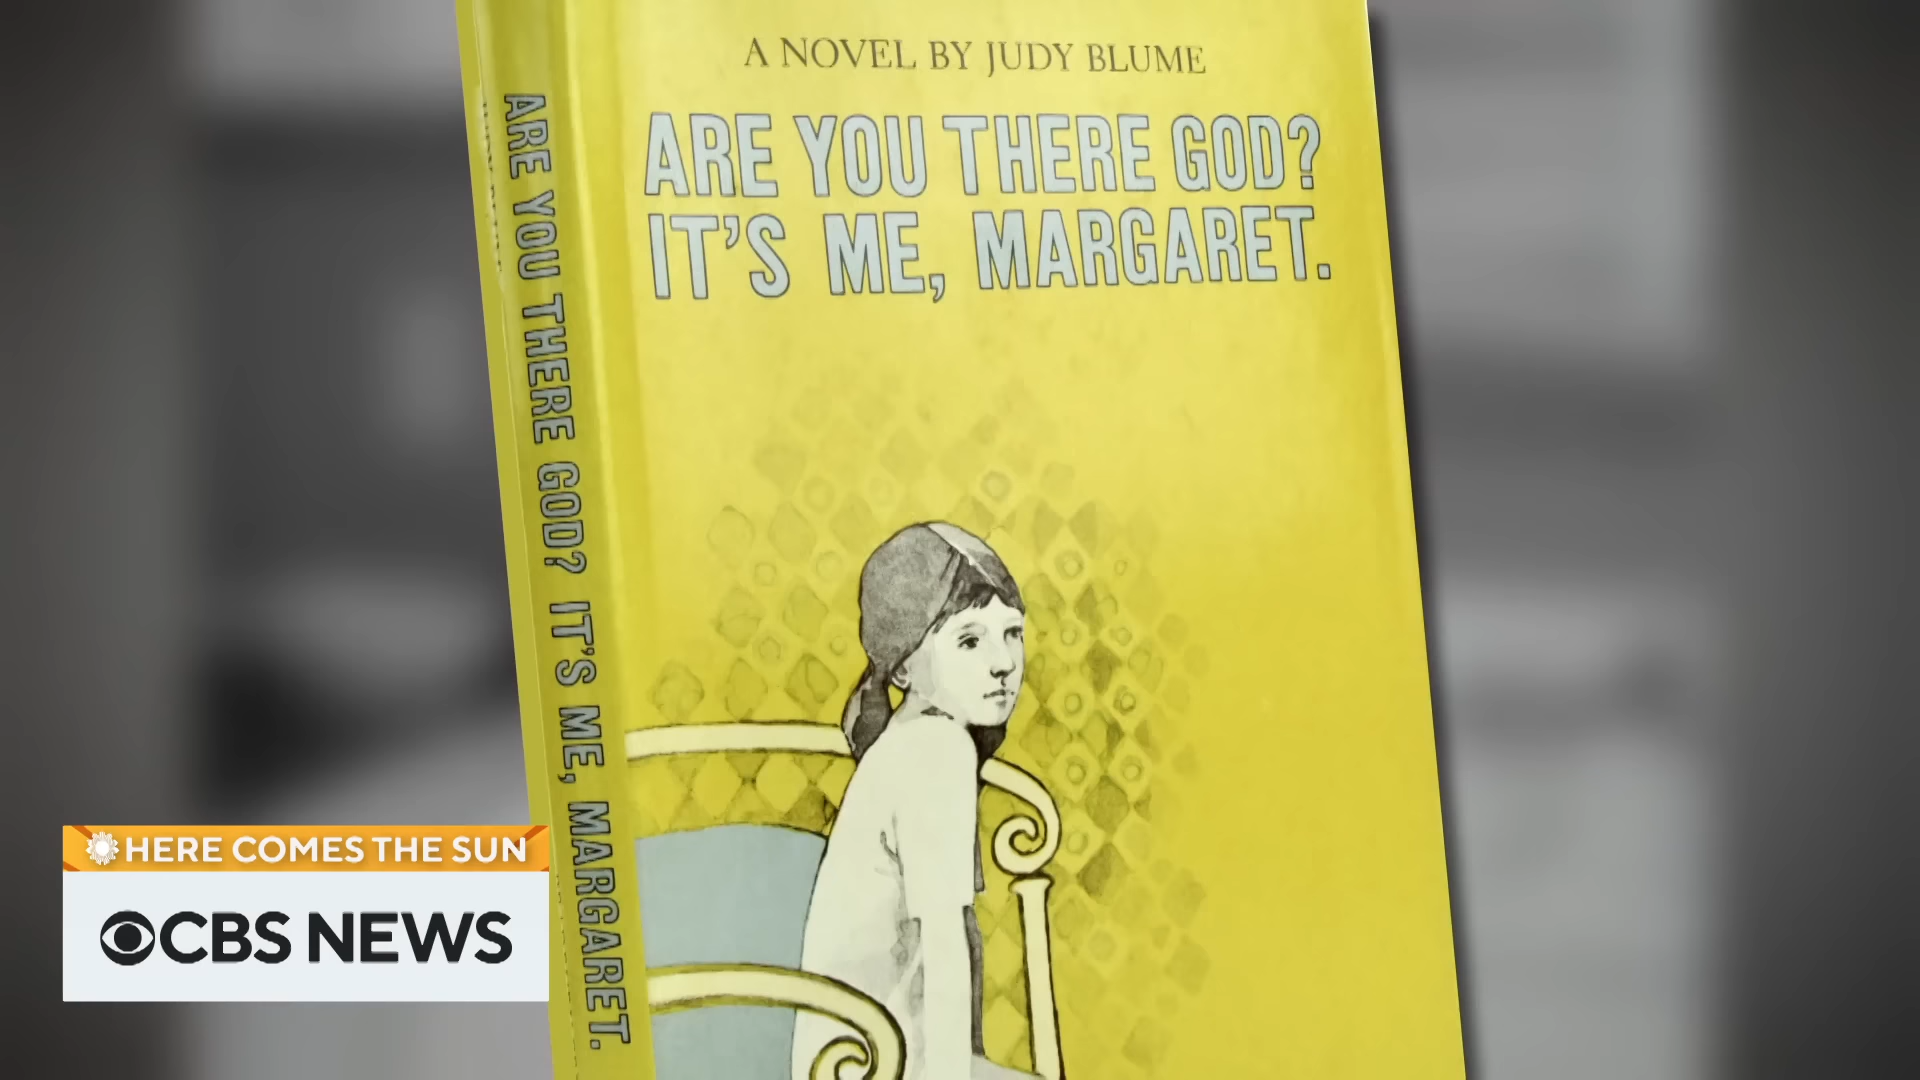 A NOVEL BY JUDY BLUME
ARE YOU THERE GOD?
IT'S ME, MARGARET.
ARE YOU THERE GOD? IT'S ME, MARGARET.
HERE COMES THE SUN
CBS NEWS